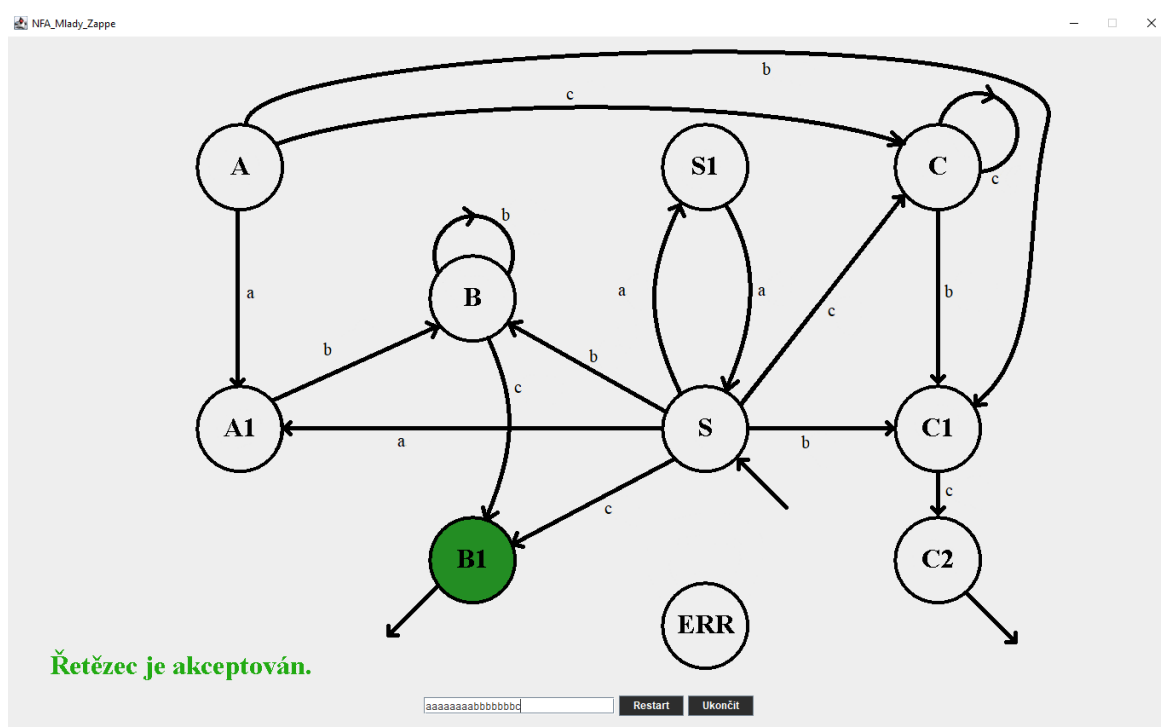 NFA_Mlady_Zappe
b
c
A
S1
C
c
b
a
B
a
a
b
c
b
b
c
A1
a
S
b
C1
c
c
B1
C2
ERR
Řetězec je akceptován.
aaaaaaaabbbbbbbc
Restart
Ukončit